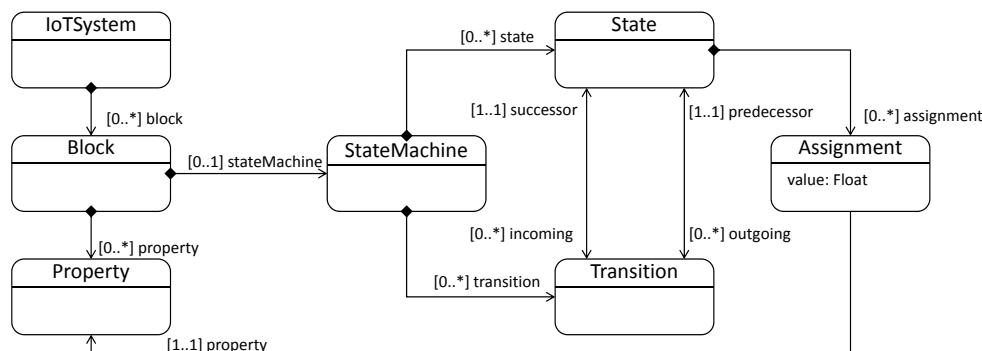 IoTSystem
State
[0..*] state
[0..*] block
[1..1] successor
[1..1] predecessor
[0..*] assignment
Block
StateMachine
Assignment
[0..1] stateMachine
value: Float
[0..*] property
[0..*] incoming
[0..*] outgoing
Property
Transition
[0..*] transition
[1..1] property